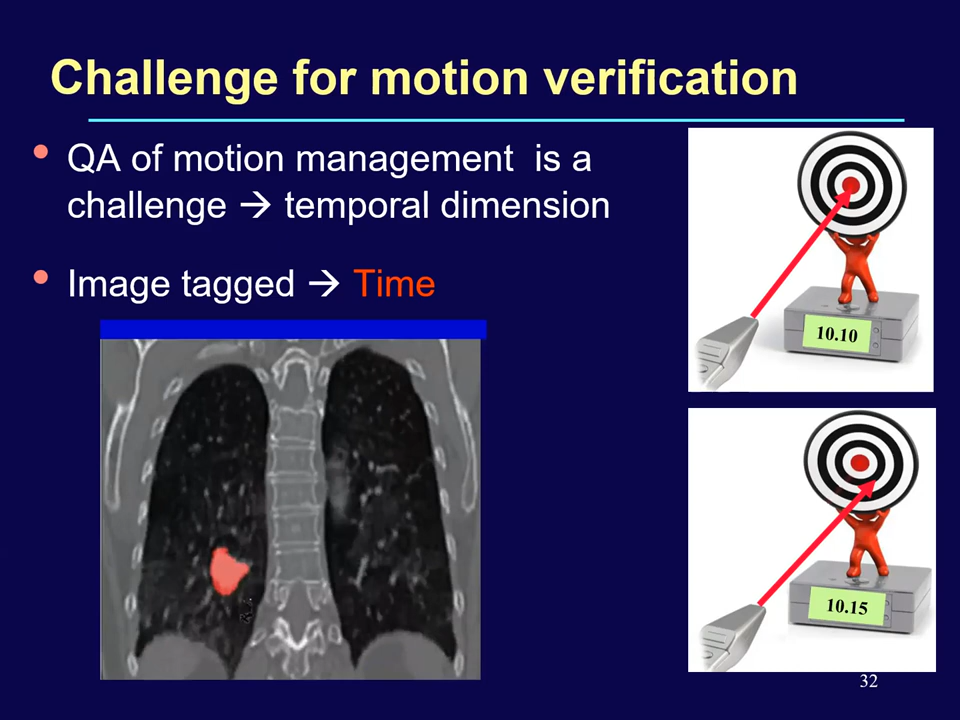 Challenge for motion verification
• QA of motion management is a
challenge → temporal dimension
• Image tagged → Time
10.10
10.15
32